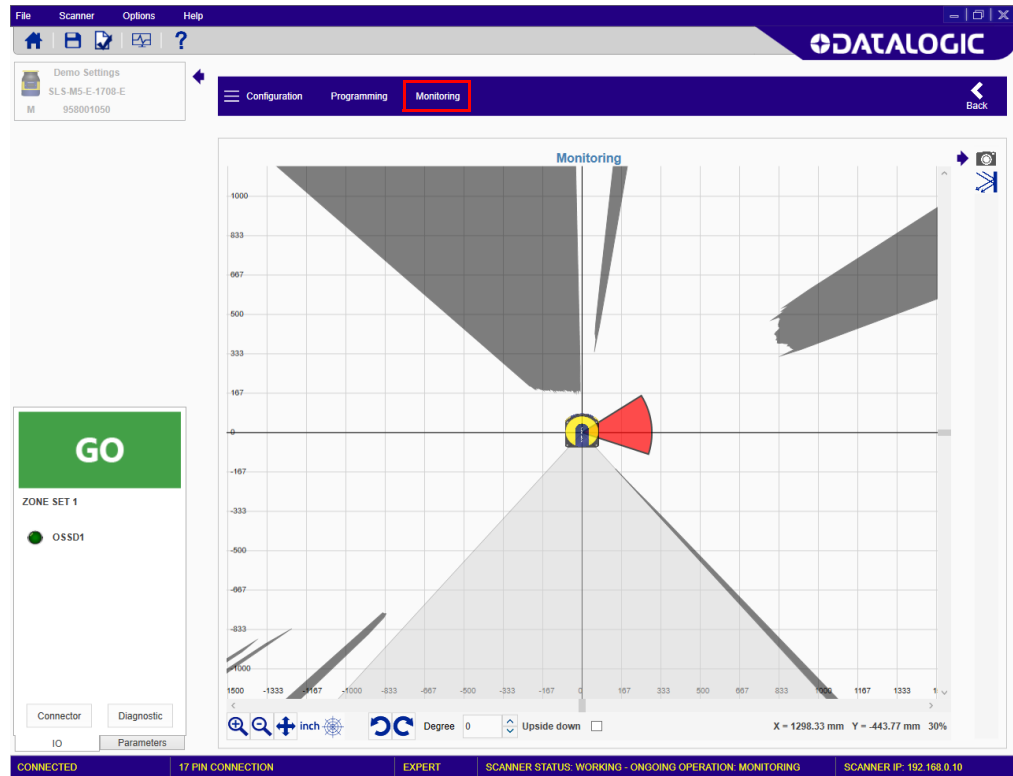 File Scanner Options Help
DATALOGIC
Demo Settings
SLS-M5-E-1708-E
M 958001050
Configuration Programming Monitoring
Back
Monitoring
1000
833
667
500
333
167
0
-167
-333
-500
-667
-833
-1000
1500 -1333 -1167 -1000 -833 -667 -500 -333 -167 0 167 333 500 667 833 1000 1167 1333 1
GO
ZONE SET 1
OSSD1
Connector Diagnostic
IO Parameters
inch Degree 0 Upside down X = 1298.33 mm Y = -443.77 mm 30%
CONNECTED 17 PIN CONNECTION EXPERT SCANNER STATUS: WORKING - ONGOING OPERATION: MONITORING SCANNER IP: 192.168.0.10